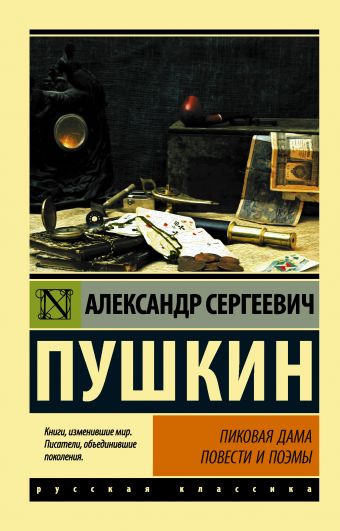 N
АЛЕКСАНДР СЕРГЕЕВИЧ
ПУШКИН
Книги, изменившие мир.
Писатели, объединившие
поколения.
ПИКОВАЯ ДАМА
ПОВЕСТИ И ПОЭМЫ
русская классика